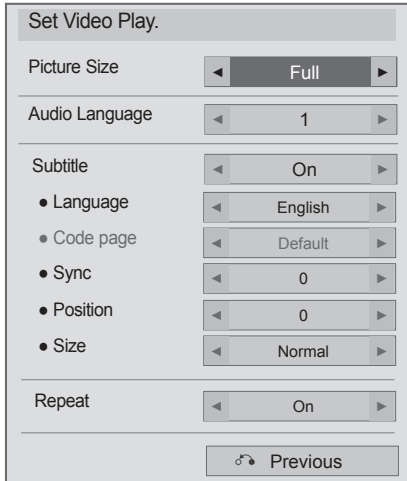 Set Video Play.
Picture Size ◄ Full ►
Audio Language ◄ 1 ►
Subtitle ◄ On ►
● Language ◄ English ►
● Code page ◄ Default ►
● Sync ◄ 0 ►
● Position ◄ 0 ►
● Size ◄ Normal ►
Repeat ◄ On ►
Previous